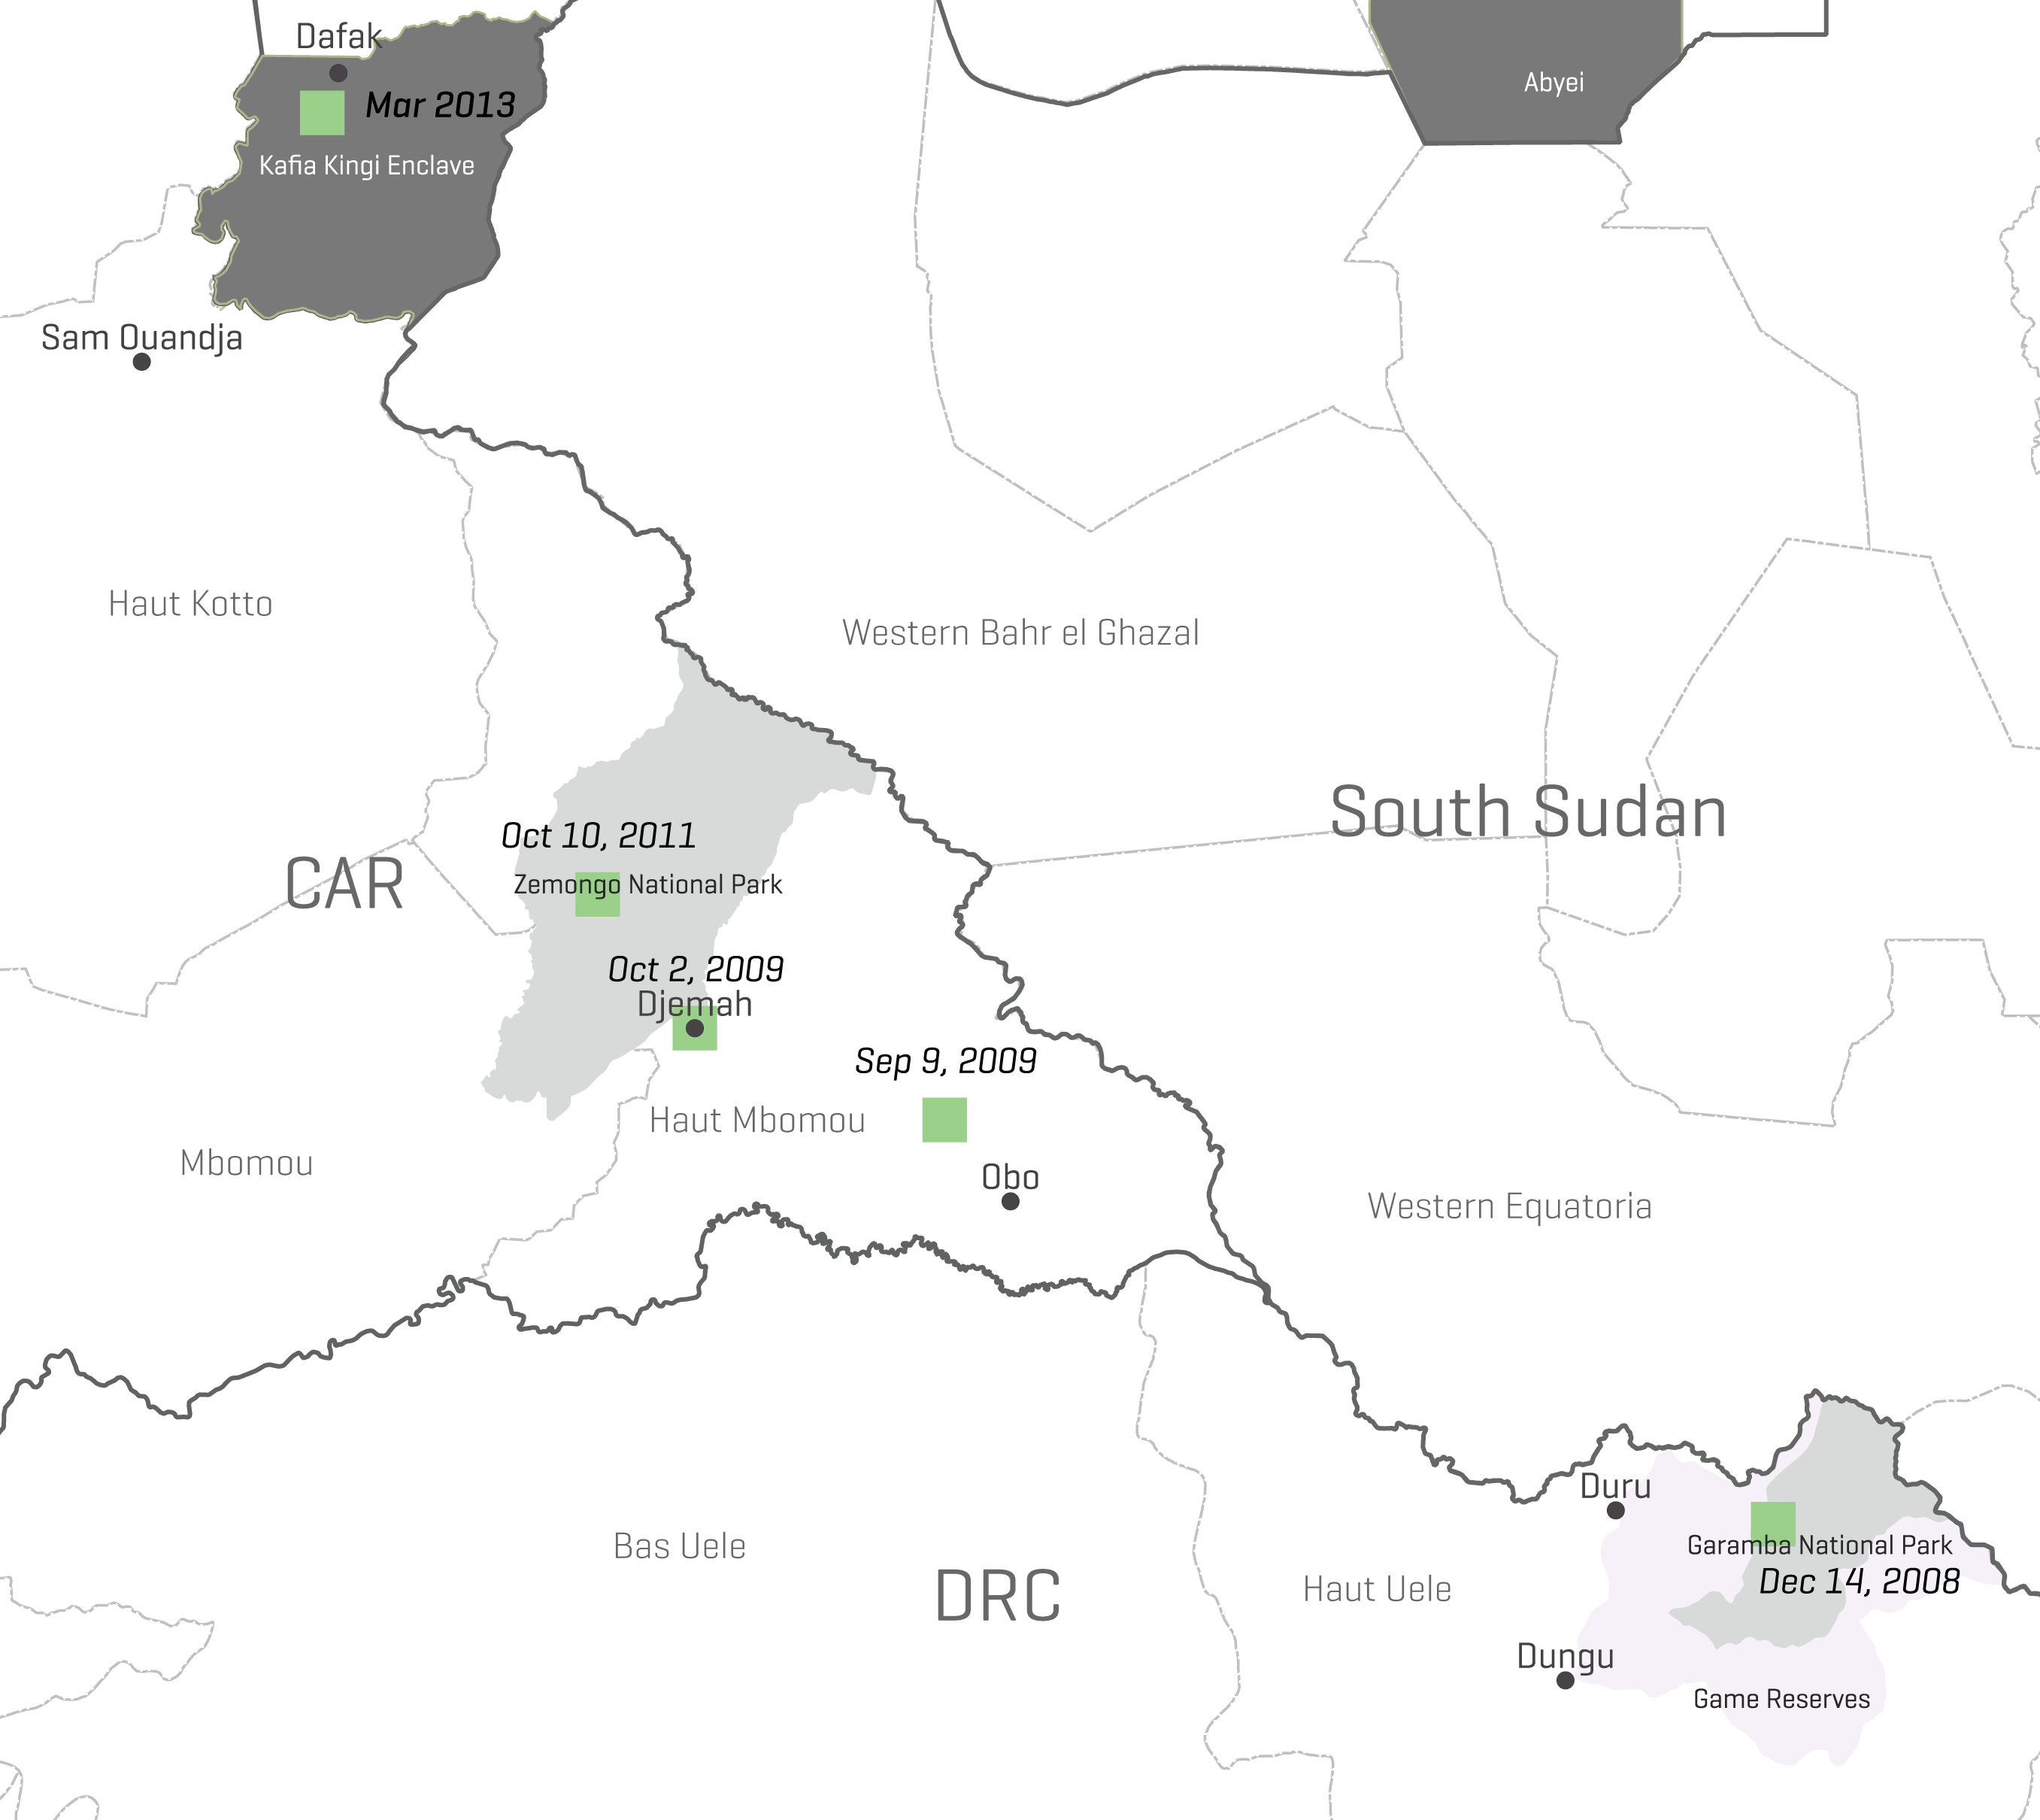 Dafak
Abyei
Mar 2013
Kafia Kingi Enclave
Sam Ouandja
Haut Kotto
Western Bahr el Ghazal
South Sudan
Oct 10, 2011
CAR
Zemongo National Park
Oct 2, 2009
Djemah
Sep 9, 2009
Haut Mbomou
Mbomou
Obo
Western Equatoria
Duru
Bas Uele
Garamba National Park
Dec 14, 2008
DRC
Haut Uele
Dungu
Game Reserves